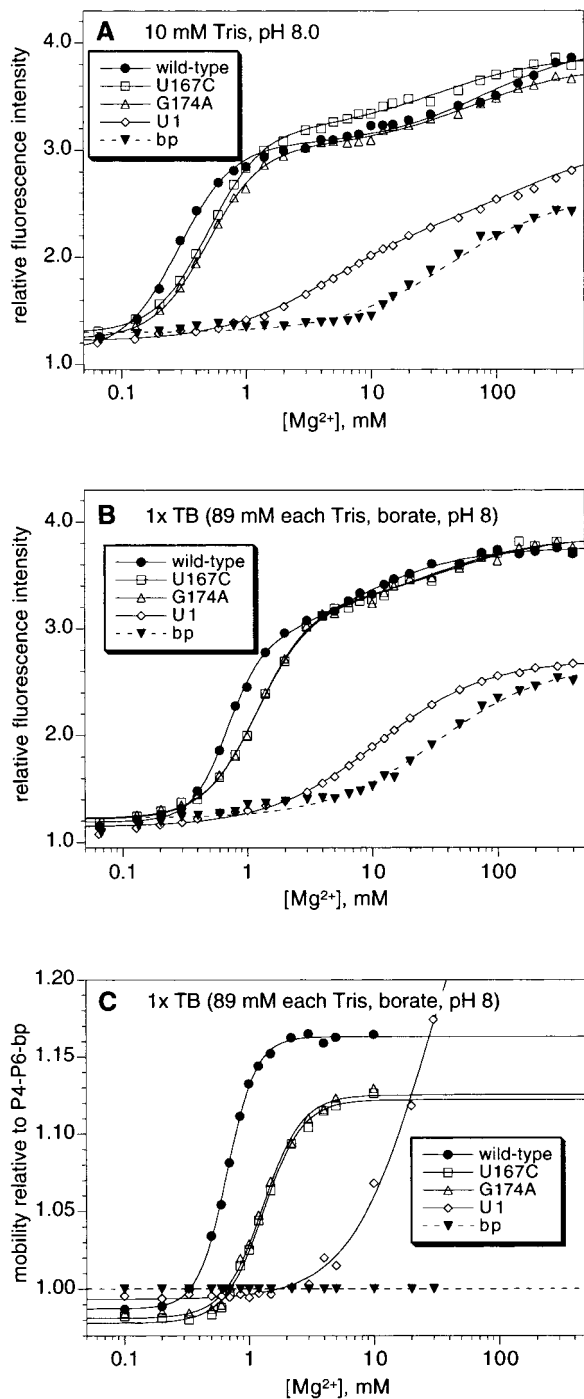 A 10 mM Tris, pH 8.0
4.0
3.0
2.0
1.0
relative fluorescence intensity
wild-type
U167C
G174A
U1
bp
0.1
1
10
100
[Mg²⁺], mM
B 1x TB (89 mM each Tris, borate, pH 8)
4.0
3.0
2.0
1.0
relative fluorescence intensity
wild-type
U167C
G174A
U1
bp
0.1
1
10
100
[Mg²⁺], mM
C 1x TB (89 mM each Tris, borate, pH 8)
1.20
1.15
1.10
1.05
1.00
mobility relative to P4-P6-bp
wild-type
U167C
G174A
U1
bp
0.1
1
10
100
[Mg²⁺], mM